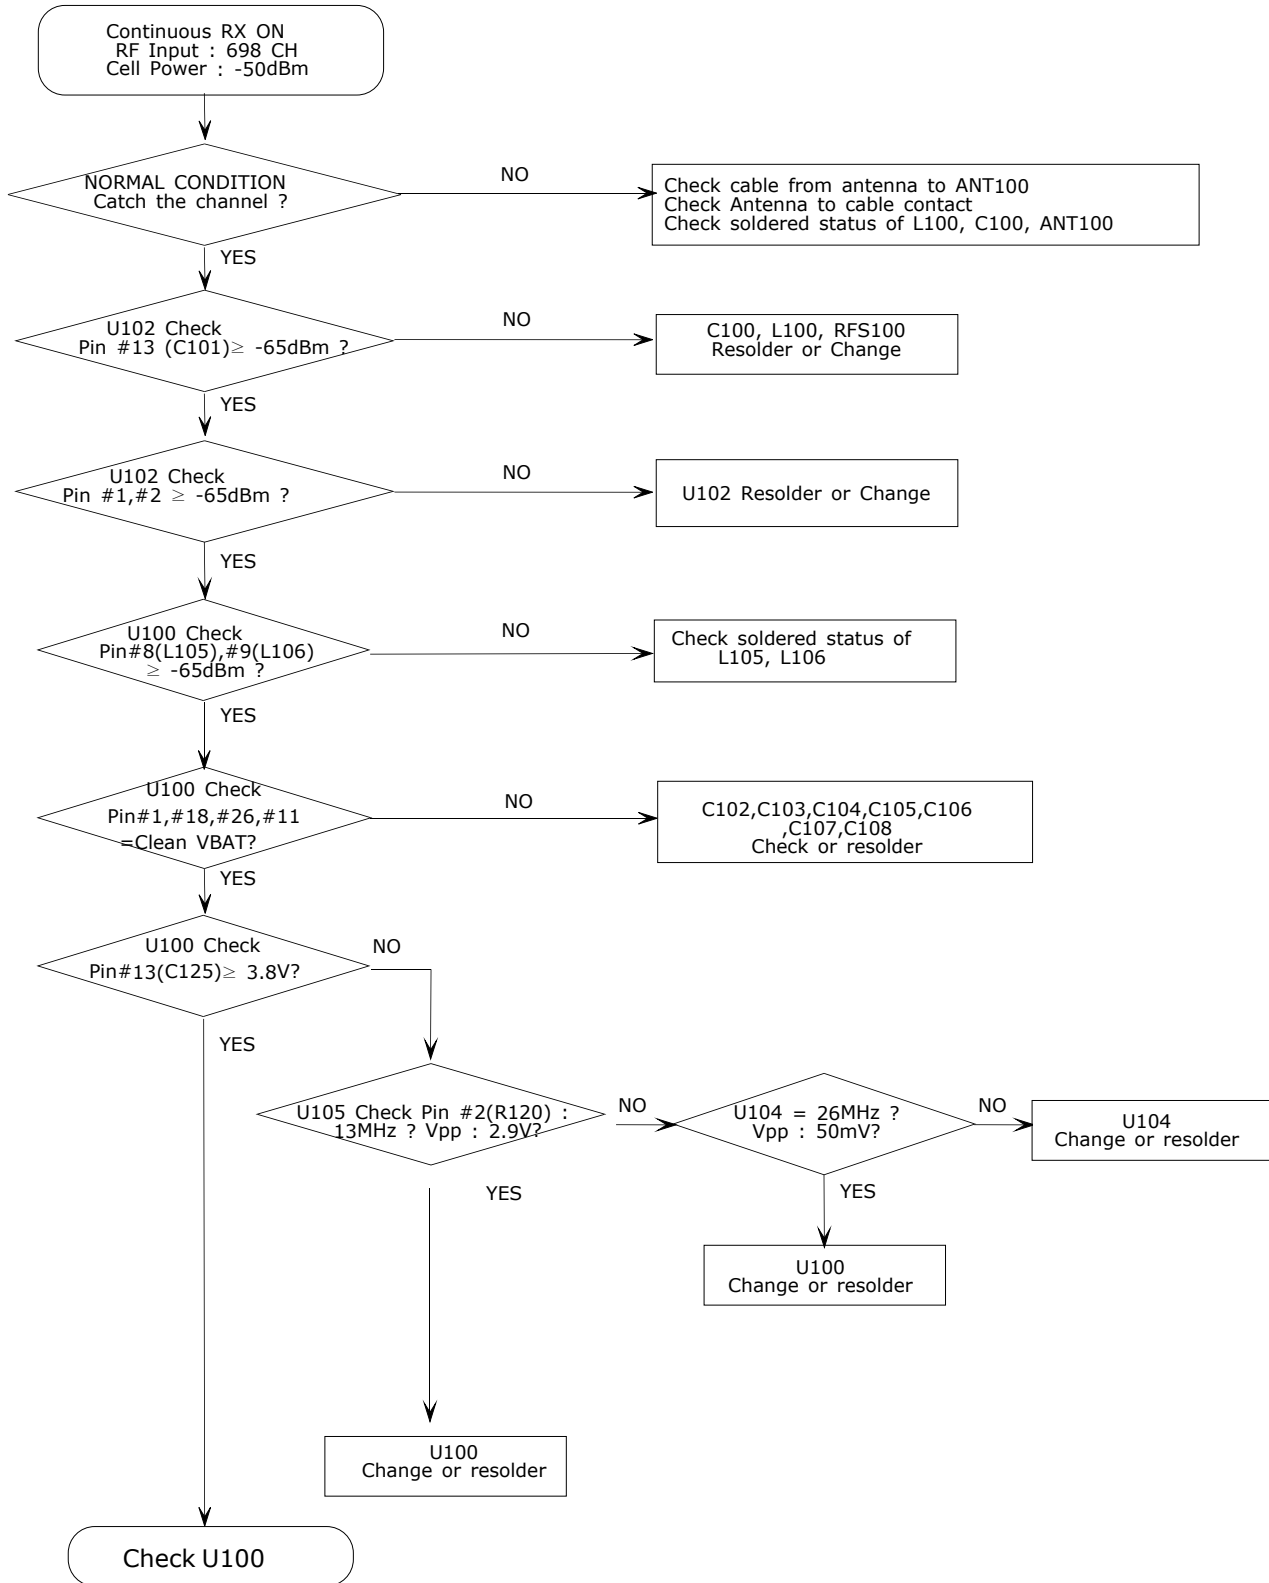 Continuous RX ON
RF Input : 698 CH
Cell Power : -50dBm
NORMAL CONDITION
Catch the channel ?
NO
Check cable from antenna to ANT100
Check Antenna to cable contact
Check soldered status of L100, C100, ANT100
YES
U102 Check
Pin #13 (C101)≥ -65dBm ?
NO
C100, L100, RFS100
Resolder or Change
YES
U102 Check
Pin #1,#2 ≥ -65dBm ?
NO
U102 Resolder or Change
YES
U100 Check
Pin#8(L105),#9(L106)
≥ -65dBm ?
NO
Check soldered status of
L105, L106
YES
U100 Check
Pin#1,#18,#26,#11
=Clean VBAT?
NO
C102,C103,C104,C105,C106
,C107,C108
Check or resolder
YES
U100 Check
Pin#13(C125)≥ 3.8V?
NO
YES
U105 Check Pin #2(R120) :
13MHz ? Vpp : 2.9V?
NO
U104 = 26MHz ?
Vpp : 50mV?
NO
U104
Change or resolder
YES
YES
U100
Change or resolder
U100
Change or resolder
Check U100